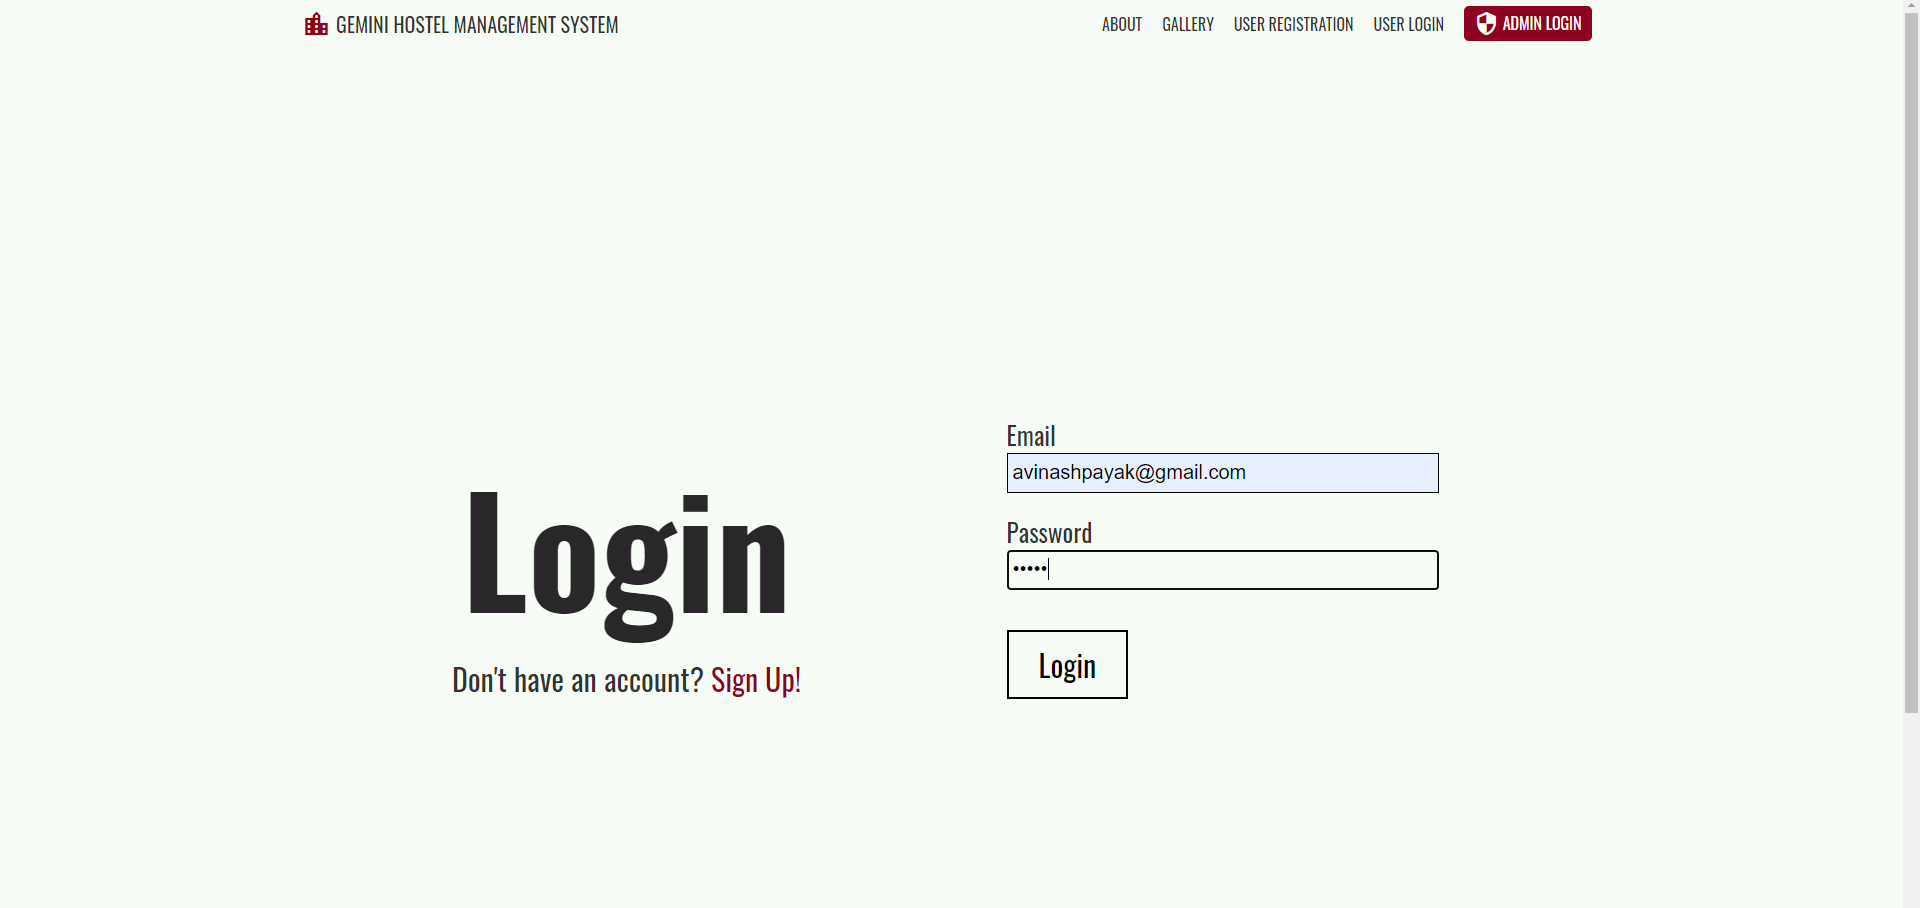 GEMINI HOSTEL MANAGEMENT SYSTEM
ABOUT GALLERY USER REGISTRATION USER LOGIN ADMIN LOGIN
Login
Don't have an account? Sign Up!
Email
avinashpayak@gmail.com
Password
•••••
Login